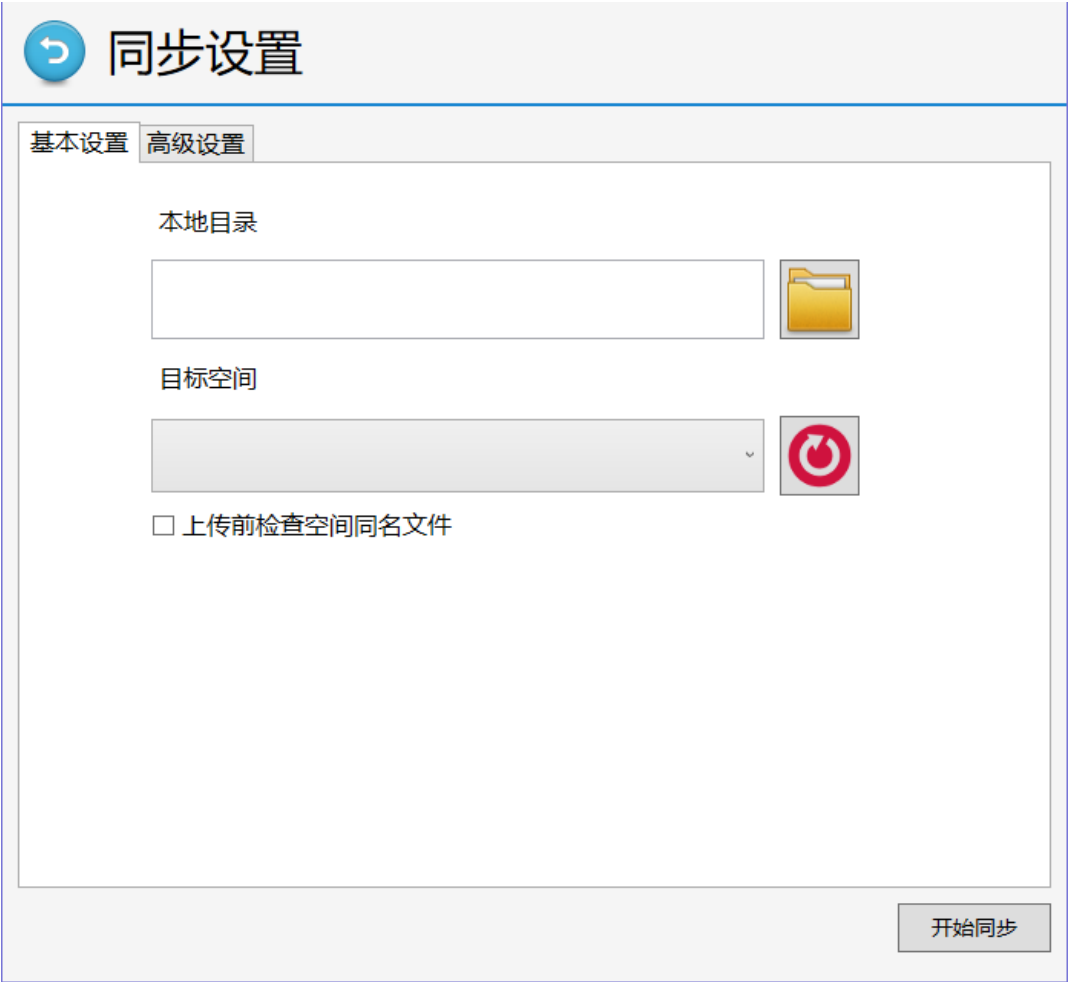 同步设置
基本设置 高级设置
本地目录
目标空间
上传前检查空间同名文件
开始同步